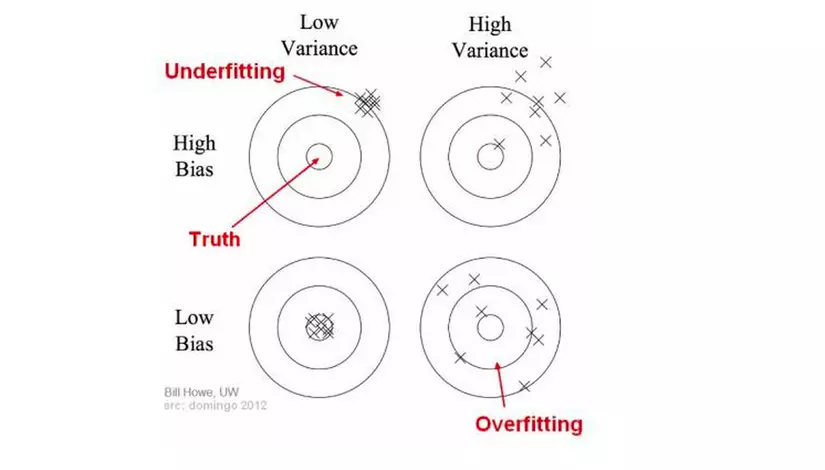 Low
Variance
High
Variance
Underfitting
High
Bias
Truth
Low
Bias
Bill Howe, UW
src: domingo 2012
Overfitting